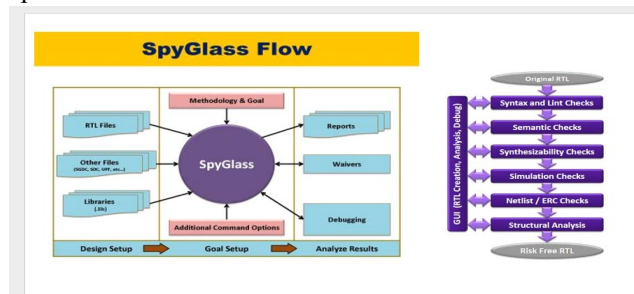 SpyGlass Flow
Methodology & Goal
RTL Files
Other Files
(SGDC, SDC, UPF, etc...)
Libraries
(.lib)
SpyGlass
Additional Command Options
Reports
Waivers
Debugging
Design Setup
Goal Setup
Analyze Results
GUI (RTL Creation, Analysis, Debug)
Original RTL
Syntax and Lint Checks
Semantic Checks
Synthesizability Checks
Simulation Checks
Netlist / ERC Checks
Structural Analysis
Risk Free RTL